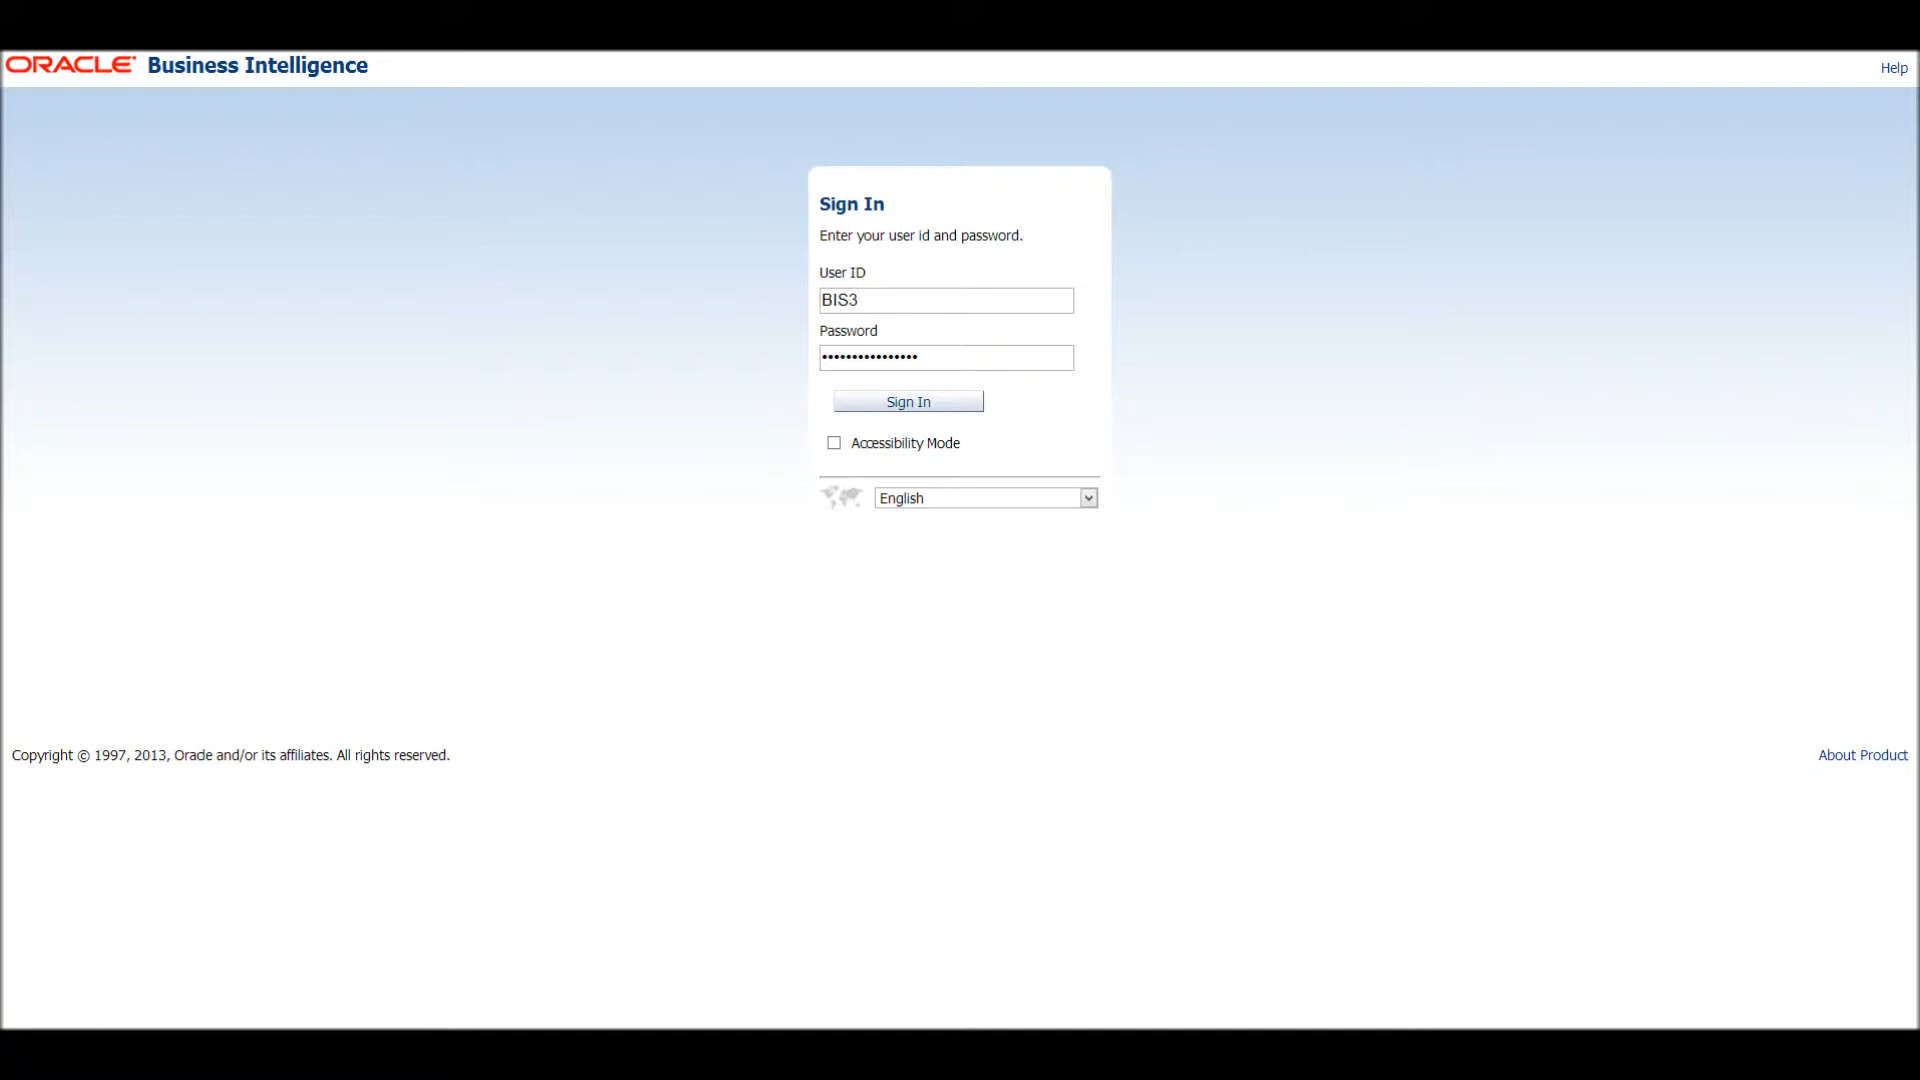 ORACLE Business Intelligence
Help
Sign In
Enter your user id and password.
User ID
BIS3
Password
••••••••••••••••
Sign In
Accessibility Mode
English
Copyright © 1997, 2013, Oracle and/or its affiliates. All rights reserved.
About Product